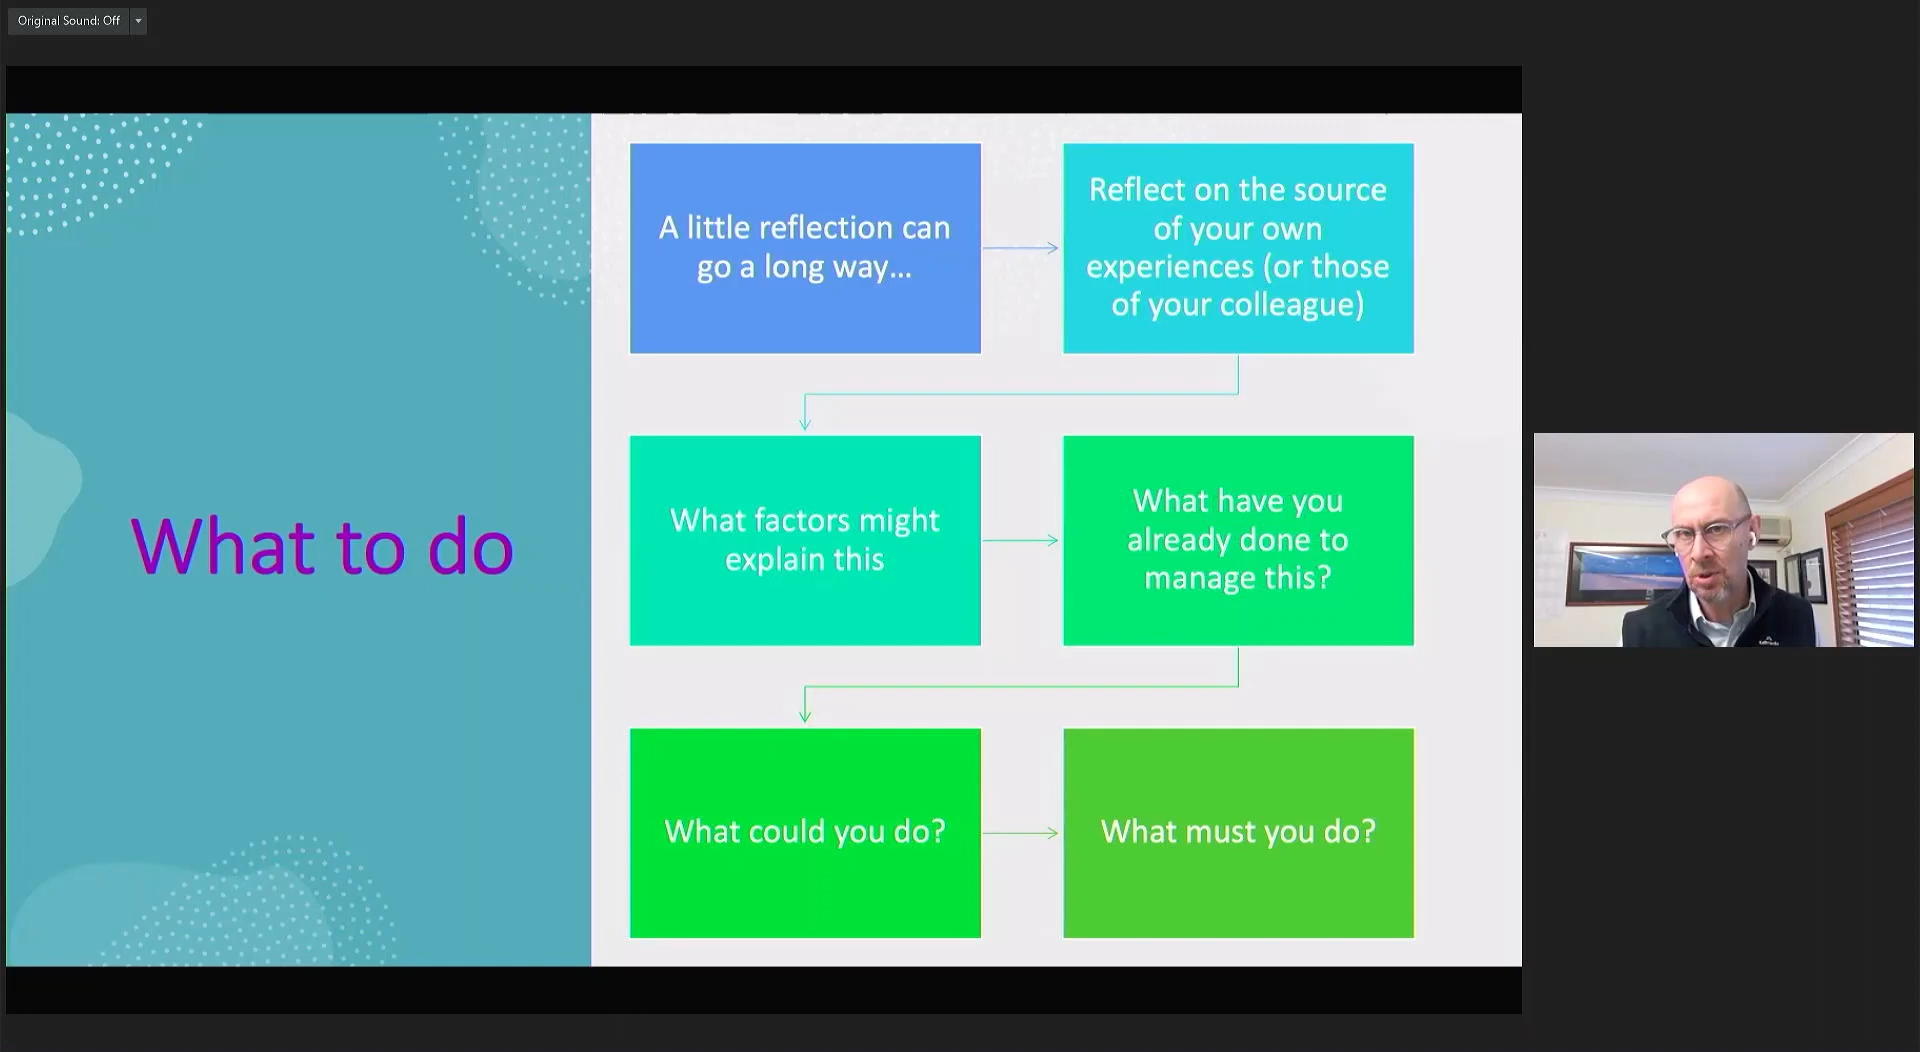 Original Sound: Off
What to do
A little reflection can
go a long way...
Reflect on the source
of your own
experiences (or those
of your colleague)
What factors might
explain this
What have you
already done to
manage this?
What could you do?
What must you do?